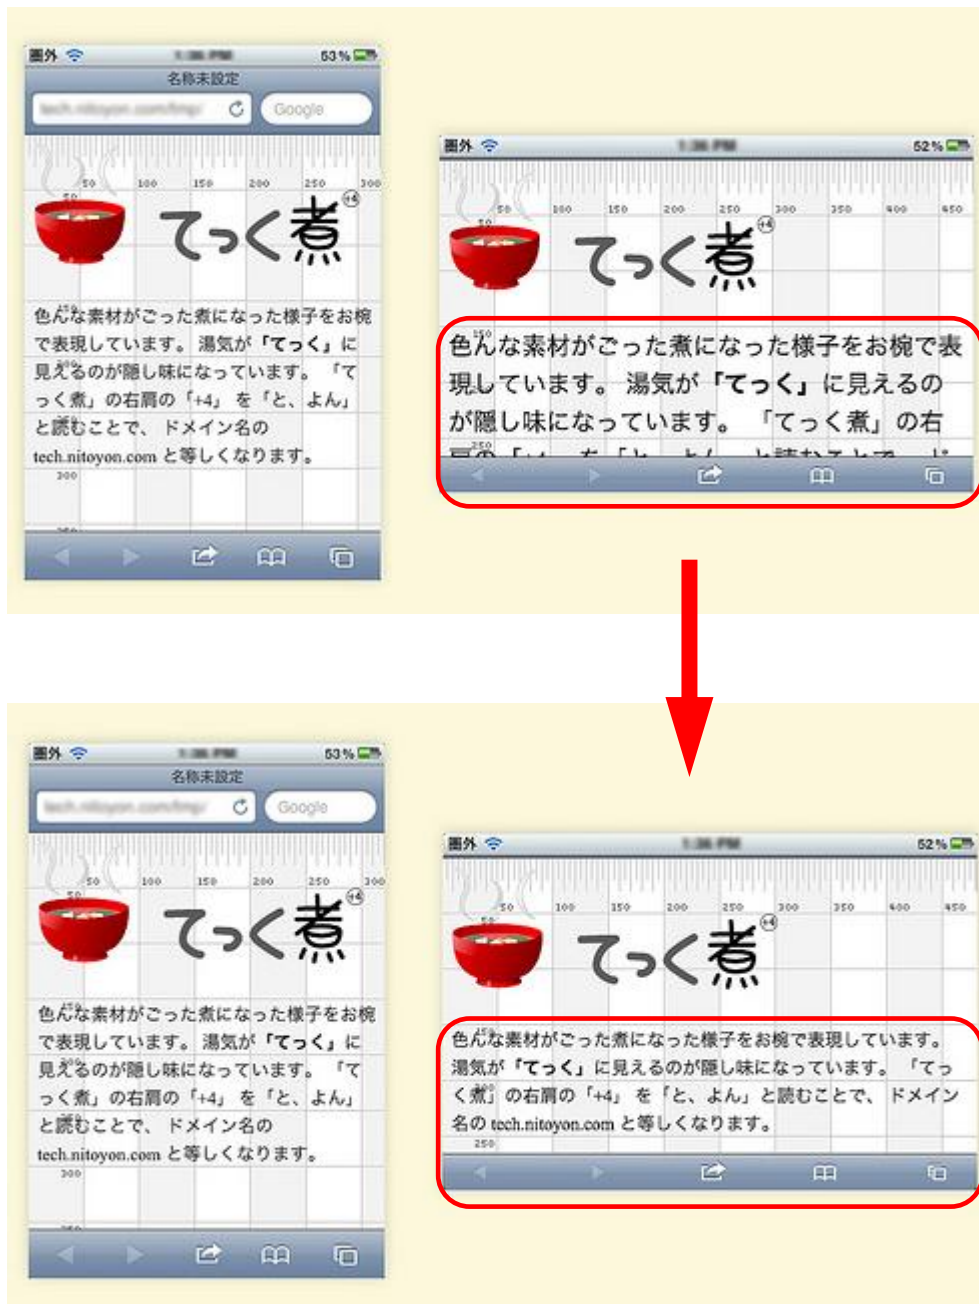 圏外
53%
名称未設定
Google
50 100 150 200 250 300
50
てっく煮
+4
150
色んな素材がごった煮になった様子をお椀
で表現しています。 湯気が「てっく」に
見えるのが隠し味になっています。 「て
っく煮」の右肩の「+4」 を「と、よん」
と読むことで、 ドメイン名の
tech.nitoyon.com と等しくなります。
300
圏外
52%
50 100 150 200 250 300 350 400 450
50
てっく煮
+4
150
色んな素材がごった煮になった様子をお椀で表
現しています。 湯気が「てっく」に見えるの
が隠し味になっています。 「てっく煮」の右
250
圏外
53%
名称未設定
Google
50 100 150 200 250 300
50
てっく煮
+4
150
色んな素材がごった煮になった様子をお椀
で表現しています。 湯気が「てっく」に
見えるのが隠し味になっています。 「て
っく煮」の右肩の「+4」 を「と、よん」
と読むことで、 ドメイン名の
tech.nitoyon.com と等しくなります。
300
圏外
52%
50 100 150 200 250 300 350 400 450
50
てっく煮
+4
150
色んな素材がごった煮になった様子をお椀で表現しています。
湯気が「てっく」に見えるのが隠し味になっています。 「てっ
く煮」の右肩の「+4」 を「と、よん」と読むことで、 ドメイン
名の tech.nitoyon.com と等しくなります。
250